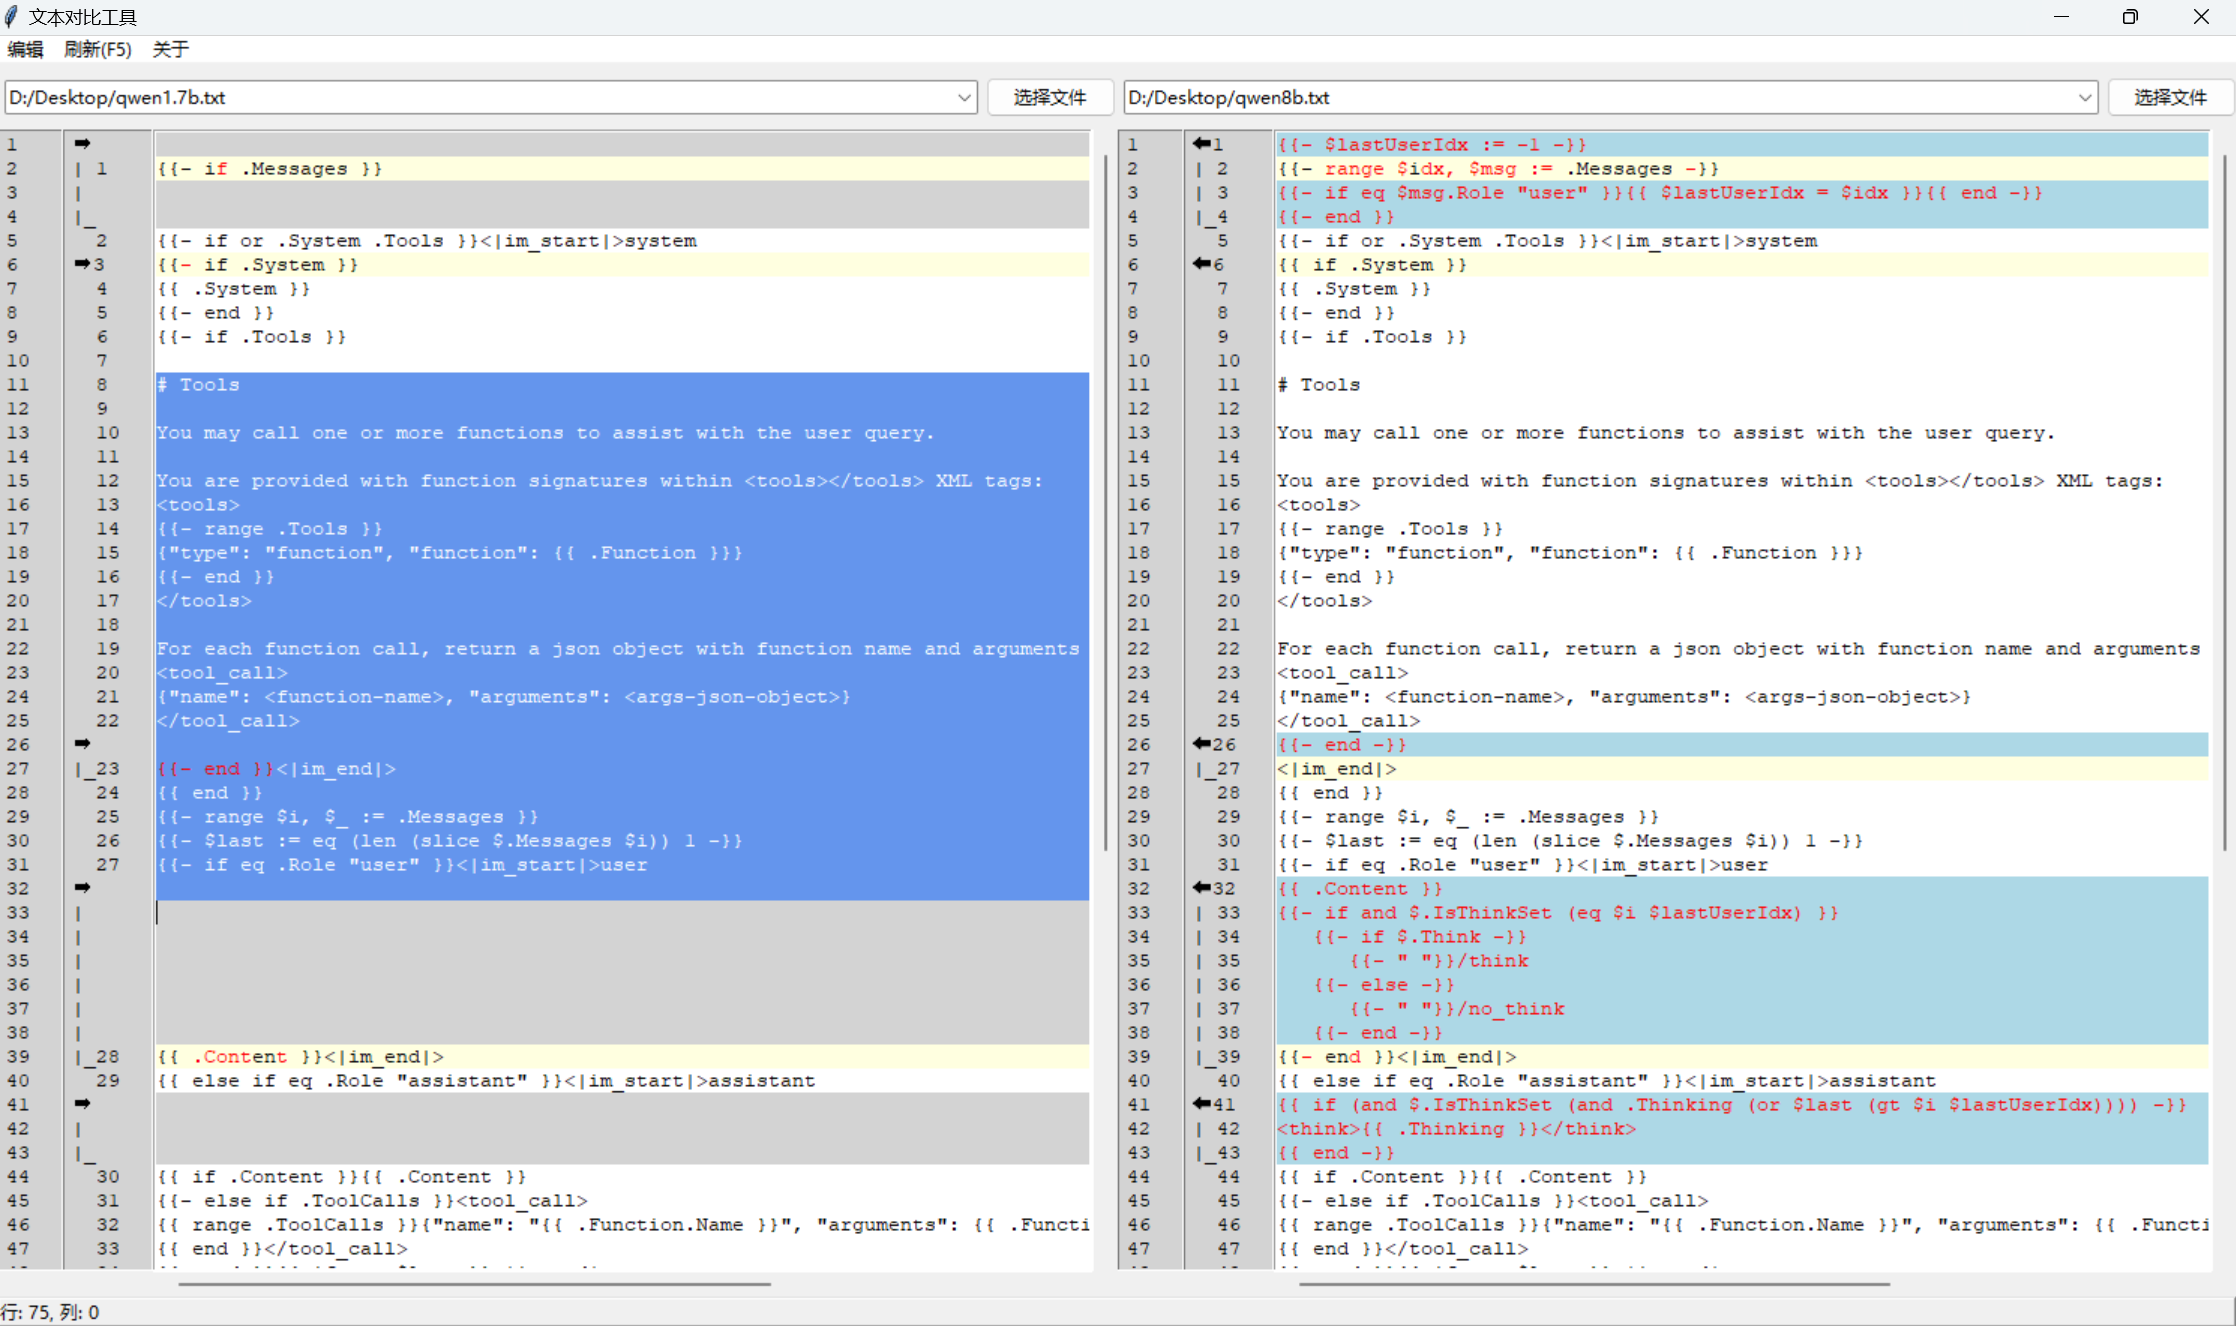 文本对比工具
编辑 刷新(F5) 关于
D:/Desktop/qwen1.7b.txt 选择文件 D:/Desktop/qwen8b.txt 选择文件
1
2 1 {{- if .Messages }}
3
4
5 2 {{- if or .System .Tools }}<|im_start|>system
6 3 {{- if .System }}
7 4 {{ .System }}
8 5 {{- end }}
9 6 {{- if .Tools }}
10 7
11 8 # Tools
12 9
13 10 You may call one or more functions to assist with the user query.
14 11
15 12 You are provided with function signatures within <tools></tools> XML tags:
16 13 <tools>
17 14 {{- range .Tools }}
18 15 {"type": "function", "function": {{ .Function }}}
19 16 {{- end }}
20 17 </tools>
21 18
22 19 For each function call, return a json object with function name and arguments
23 20 <tool_call>
24 21 {"name": <function-name>, "arguments": <args-json-object>}
25 22 </tool_call>
26
27 23 {{- end }}<|im_end|>
28 24 {{ end }}
29 25 {{- range $i, $_ := .Messages }}
30 26 {{- $last := eq (len (slice $.Messages $i)) 1 -}}
31 27 {{- if eq .Role "user" }}<|im_start|>user
32
33
34
35
36
37
38
39 28 {{ .Content }}<|im_end|>
40 29 {{ else if eq .Role "assistant" }}<|im_start|>assistant
41
42
43
44 30 {{ if .Content }}{{ .Content }}
45 31 {{- else if .ToolCalls }}<tool_call>
46 32 {{ range .ToolCalls }}{"name": "{{ .Function.Name }}", "arguments": {{ .Functi
47 33 {{ end }}</tool_call>
1 1 {{- $lastUserIdx := -1 -}}
2 2 {{- range $idx, $msg := .Messages -}}
3 3 {{- if eq $msg.Role "user" }}{{ $lastUserIdx = $idx }}{{ end -}}
4 4 {{- end }}
5 5 {{- if or .System .Tools }}<|im_start|>system
6 6 {{ if .System }}
7 7 {{ .System }}
8 8 {{- end }}
9 9 {{- if .Tools }}
10 10
11 11 # Tools
12 12
13 13 You may call one or more functions to assist with the user query.
14 14
15 15 You are provided with function signatures within <tools></tools> XML tags:
16 16 <tools>
17 17 {{- range .Tools }}
18 18 {"type": "function", "function": {{ .Function }}}
19 19 {{- end }}
20 20 </tools>
21 21
22 22 For each function call, return a json object with function name and arguments
23 23 <tool_call>
24 24 {"name": <function-name>, "arguments": <args-json-object>}
25 25 </tool_call>
26 26 {{- end -}}
27 27 <|im_end|>
28 28 {{ end }}
29 29 {{- range $i, $_ := .Messages }}
30 30 {{- $last := eq (len (slice $.Messages $i)) 1 -}}
31 31 {{- if eq .Role "user" }}<|im_start|>user
32 32 {{ .Content }}
33 33 {{- if and $.IsThinkSet (eq $i $lastUserIdx) }}
34 34 {{- if $.Think -}}
35 35 {{- " "}}/think
36 36 {{- else -}}
37 37 {{- " "}}/no_think
38 38 {{- end -}}
39 39 {{- end }}<|im_end|>
40 40 {{ else if eq .Role "assistant" }}<|im_start|>assistant
41 41 {{ if (and $.IsThinkSet (and .Thinking (or $last (gt $i $lastUserIdx)))) -}}
42 42 <think>{{ .Thinking }}</think>
43 43 {{ end -}}
44 44 {{ if .Content }}{{ .Content }}
45 45 {{- else if .ToolCalls }}<tool_call>
46 46 {{ range .ToolCalls }}{"name": "{{ .Function.Name }}", "arguments": {{ .Functi
47 47 {{ end }}</tool_call>
行: 75, 列: 0